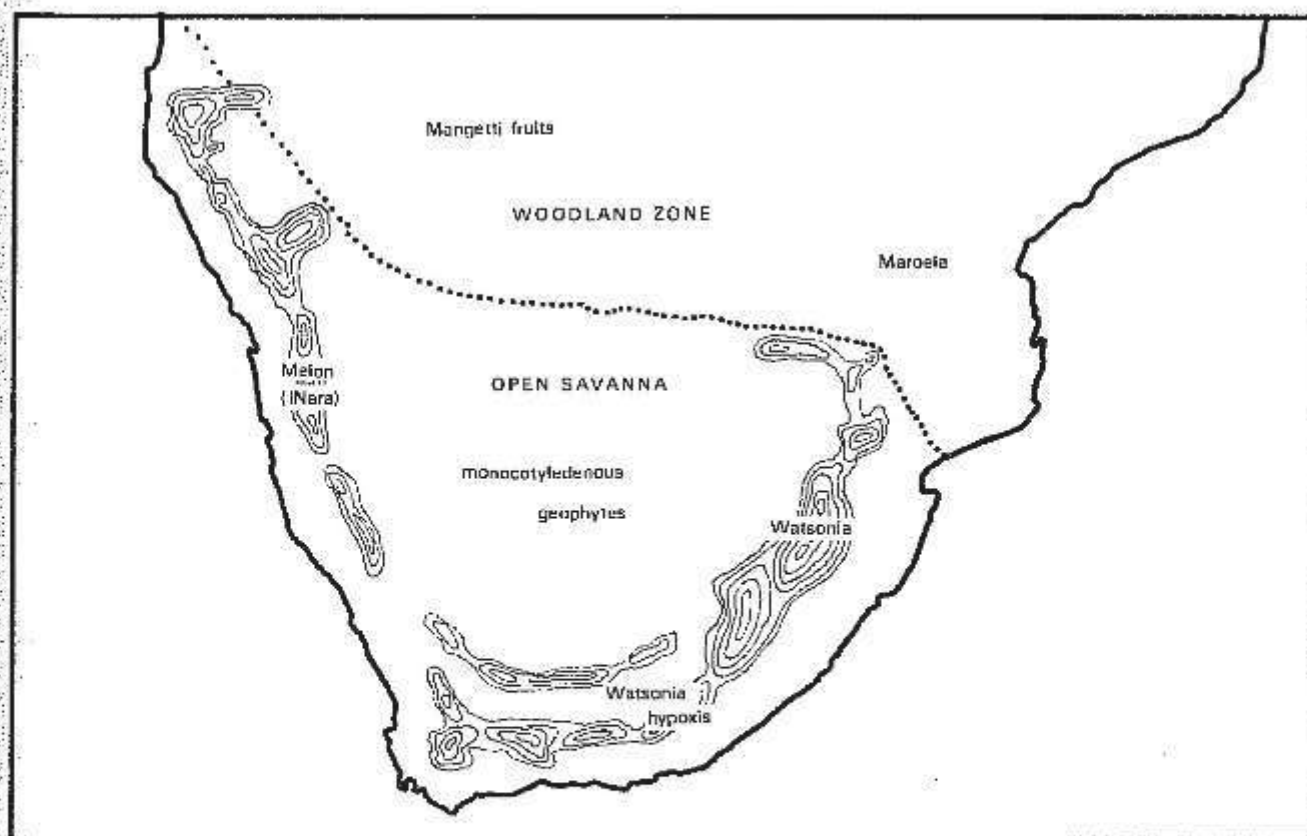 Mangetti fruits
WOODLAND ZONE
Maroela
Melon
(!Nara)
OPEN SAVANNA
monocotyledenous
geophytes
Watsonia
Watsonia
hypoxis